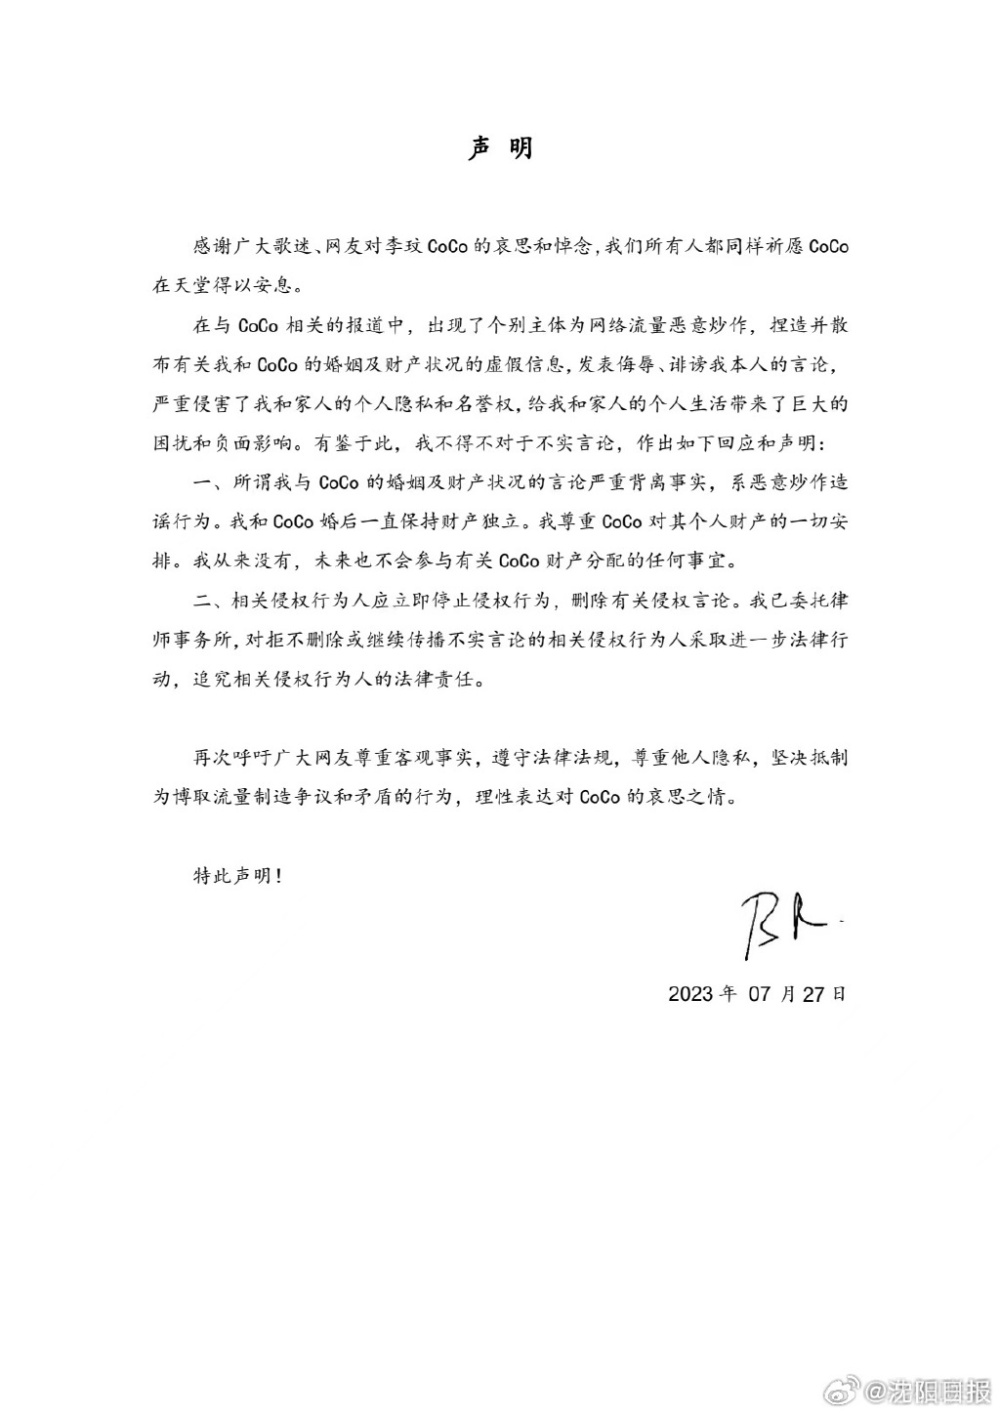 声 明
感谢广大歌迷、网友对李玟CoCo的哀思和悼念,我们所有人都同样祈愿CoCo
在天堂得以安息。
在与CoCo相关的报道中，出现了个别主体为网络流量恶意炒作，捏造并散
布有关我和CoCo的婚姻及财产状况的虚假信息,发表侮辱、诽谤我本人的言论，
严重侵害了我和家人的个人隐私和名誉权,给我和家人的个人生活带来了巨大的
困扰和负面影响。有鉴于此，我不得不对于不实言论，作出如下回应和声明：
一、所谓我与CoCo的婚姻及财产状况的言论严重背离事实，系恶意炒作造
谣行为。我和CoCo婚后一直保持财产独立。我尊重CoCo对其个人财产的一切安
排。我从来没有，未来也不会参与有关CoCo财产分配的任何事宜。
二、相关侵权行为人应立即停止侵权行为，删除有关侵权言论。我已委托律
师事务所,对拒不删除或继续传播不实言论的相关侵权行为人采取进一步法律行
动，追究相关侵权行为人的法律责任。
再次呼吁广大网友尊重客观事实，遵守法律法规，尊重他人隐私，坚决抵制
为博取流量制造争议和矛盾的行为，理性表达对CoCo的哀思之情。
特此声明！
BR
2023年 07月27日
@沈阳日报